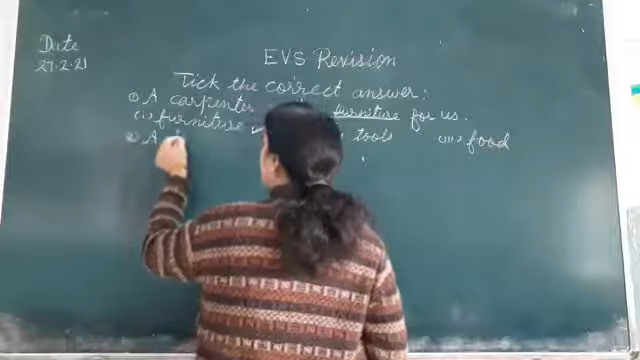 Date
27.2.21
EVS Revision
Tick the correct answer:
① A carpenter furniture for us.
(i) furniture tools (iii) food
② A